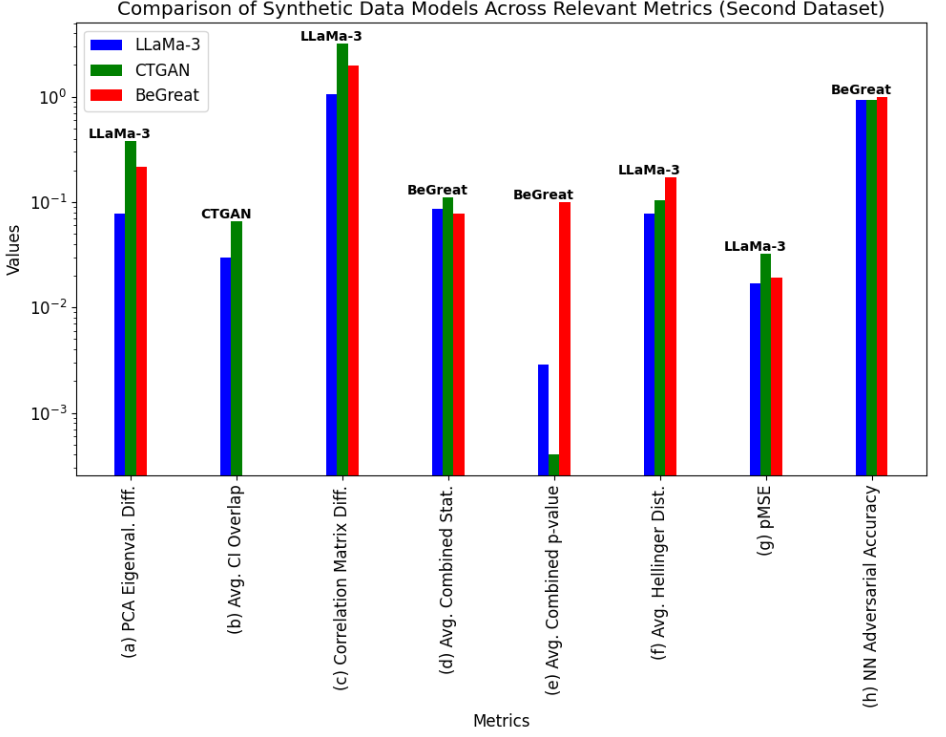 Comparison of Synthetic Data Models Across Relevant Metrics (Second Dataset)
LLaMa-3
CTGAN
BeGreat
LLaMa-3
CTGAN
LLaMa-3
BeGreat
BeGreat
LLaMa-3
LLaMa-3
BeGreat
10⁰
10⁻¹
10⁻²
10⁻³
Values
(a) PCA Eigenval. Diff.
(b) Avg. CI Overlap
(c) Correlation Matrix Diff.
(d) Avg. Combined Stat.
(e) Avg. Combined p-value
(f) Avg. Hellinger Dist.
(g) pMSE
(h) NN Adversarial Accuracy
Metrics